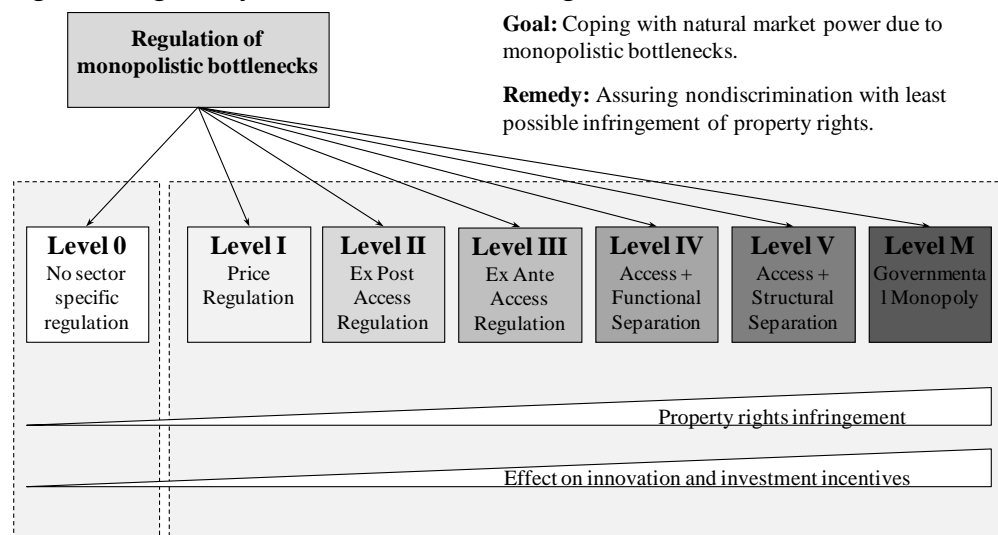 Regulation of
monopolistic bottlenecks
Goal: Coping with natural market power due to
monopolistic bottlenecks.
Remedy: Assuring nondiscrimination with least
possible infringement of property rights.
Level 0
No sector
specific
regulation
Level I
Price
Regulation
Level II
Ex Post
Access
Regulation
Level III
Ex Ante
Access
Regulation
Level IV
Access +
Functional
Separation
Level V
Access +
Structural
Separation
Level M
Governmenta
l Monopoly
Property rights infringement
Effect on innovation and investment incentives